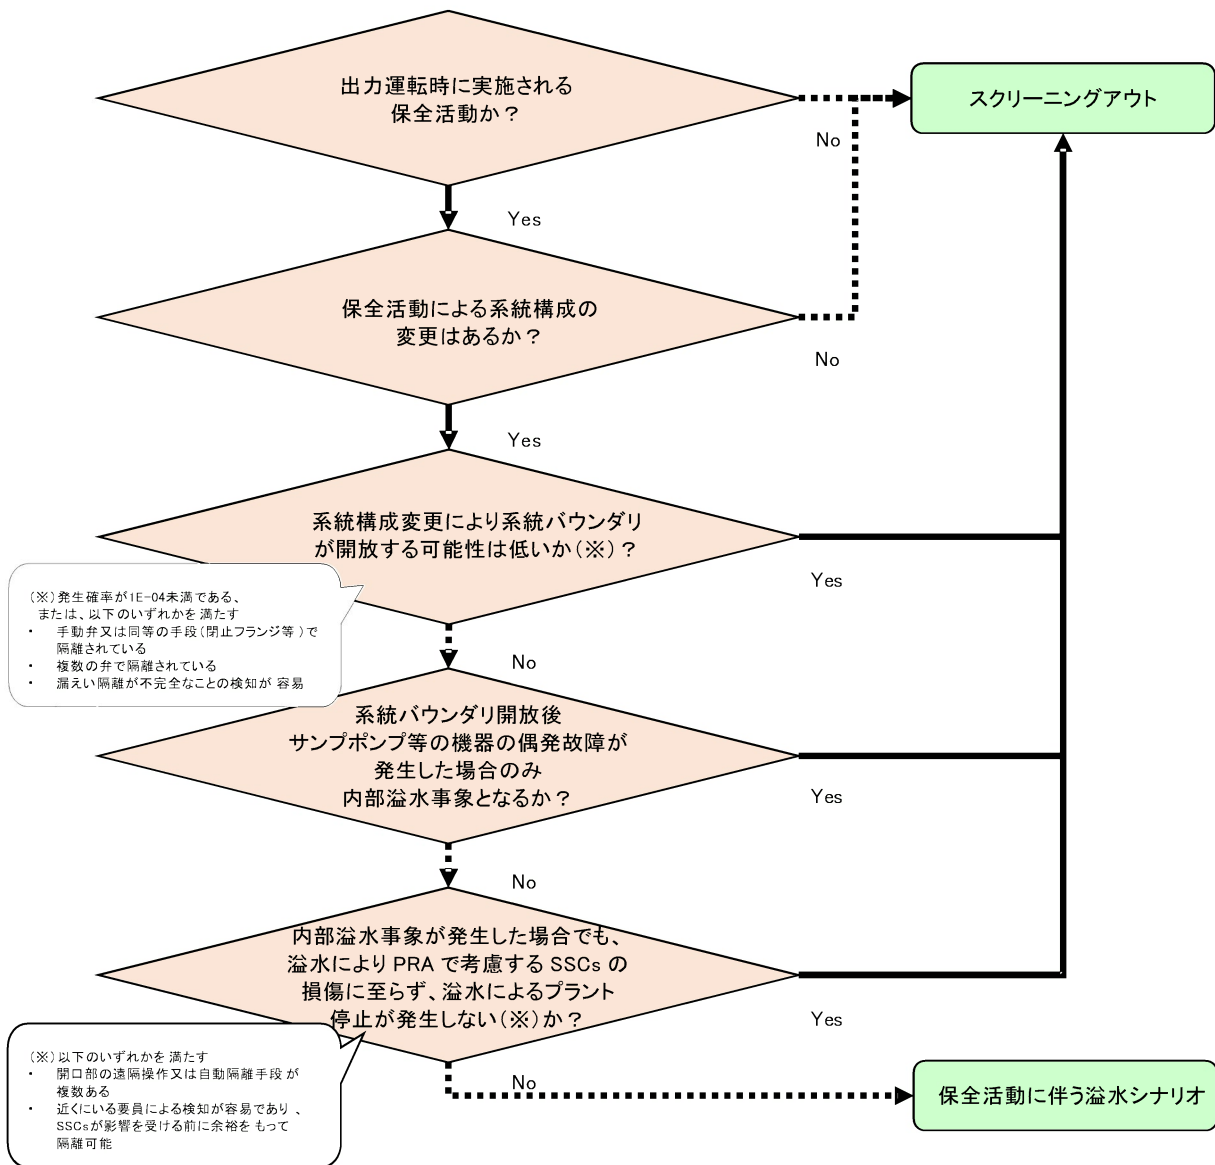 出力運転時に実施される
保全活動か？
スクリーニングアウト
No
Yes
保全活動による系統構成の
変更はあるか？
No
Yes
系統構成変更により系統バウンダリ
が開放する可能性は低いか（※）？
Yes
（※）発生確率が1E-04未満である、
または、以下のいずれかを満たす
・ 手動弁又は同等の手段（閉止フランジ等）で
隔離されている
・ 複数の弁で隔離されている
・ 漏えい隔離が不完全なことの検知が容易
No
系統バウンダリ開放後
サンプポンプ等の機器の偶発故障が
発生した場合のみ
内部溢水事象となるか？
Yes
No
内部溢水事象が発生した場合でも、
溢水により PRA で考慮する SSCs の
損傷に至らず、溢水によるプラント
停止が発生しない（※）か？
Yes
（※）以下のいずれかを満たす
・ 開口部の遠隔操作又は自動隔離手段が
複数ある
・ 近くにいる要員による検知が容易であり、
SSCsが影響を受ける前に余裕をもって
隔離可能
No
保全活動に伴う溢水シナリオ